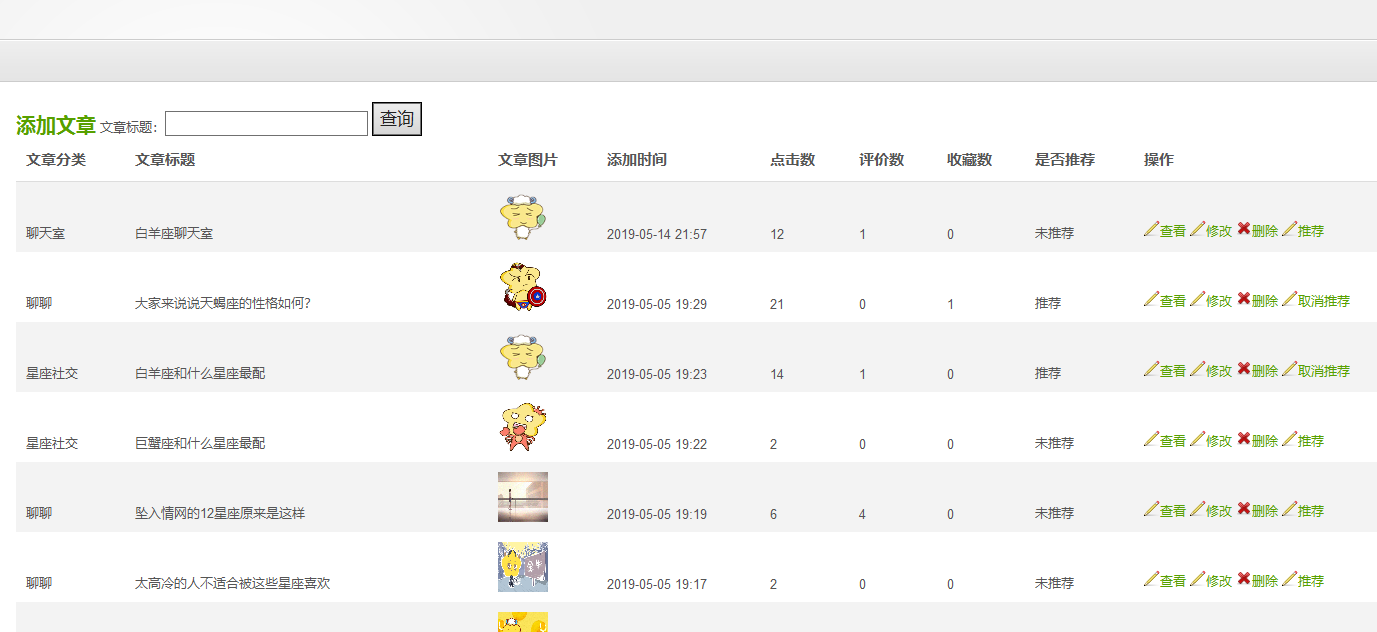 添加文章 文章标题: 查询
文章分类 文章标题 文章图片 添加时间 点击数 评价数 收藏数 是否推荐 操作
聊天室 白羊座聊天室 2019-05-14 21:57 12 1 0 未推荐 查看 修改 删除 推荐
聊聊 大家来说说天蝎座的性格如何? 2019-05-05 19:29 21 0 1 推荐 查看 修改 删除 取消推荐
星座社交 白羊座和什么星座最配 2019-05-05 19:23 14 1 0 推荐 查看 修改 删除 取消推荐
星座社交 巨蟹座和什么星座最配 2019-05-05 19:22 2 0 0 未推荐 查看 修改 删除 推荐
聊聊 坠入情网的12星座原来是这样 2019-05-05 19:19 6 4 0 未推荐 查看 修改 删除 推荐
聊聊 太高冷的人不适合被这些星座喜欢 2019-05-05 19:17 2 0 0 未推荐 查看 修改 删除 推荐